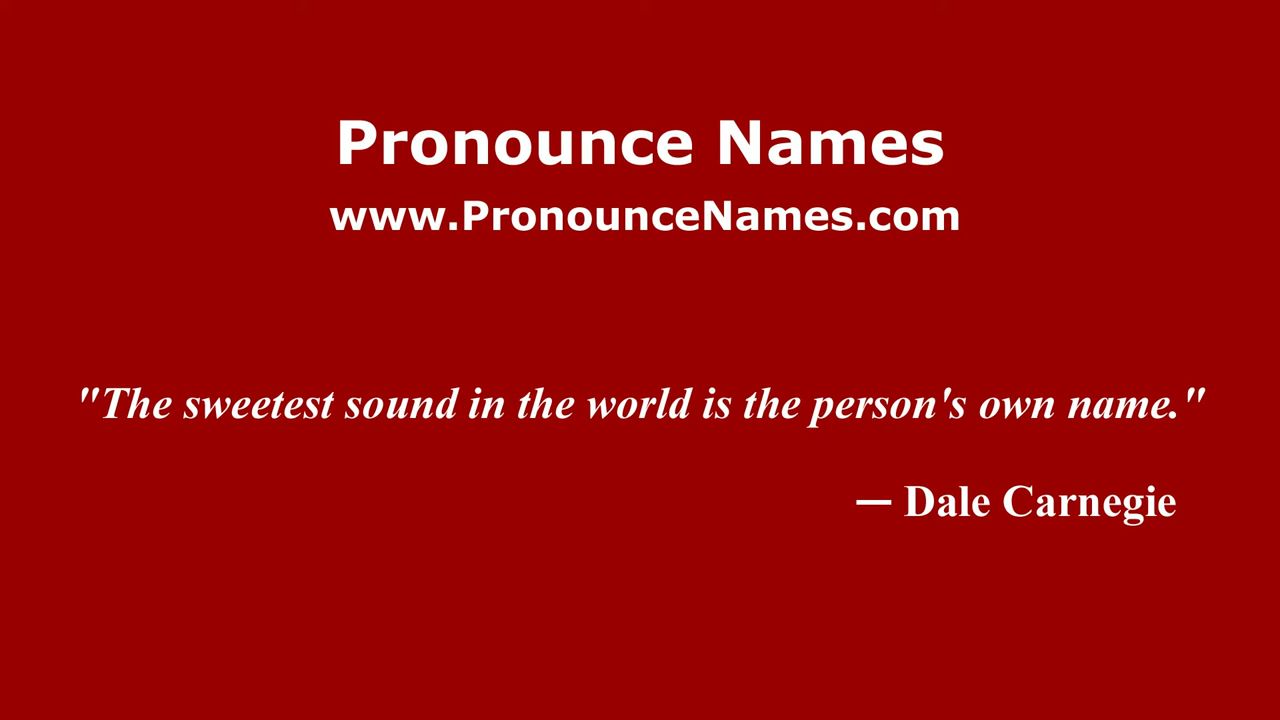 Pronounce Names
www.PronounceNames.com
"The sweetest sound in the world is the person's own name."
— Dale Carnegie